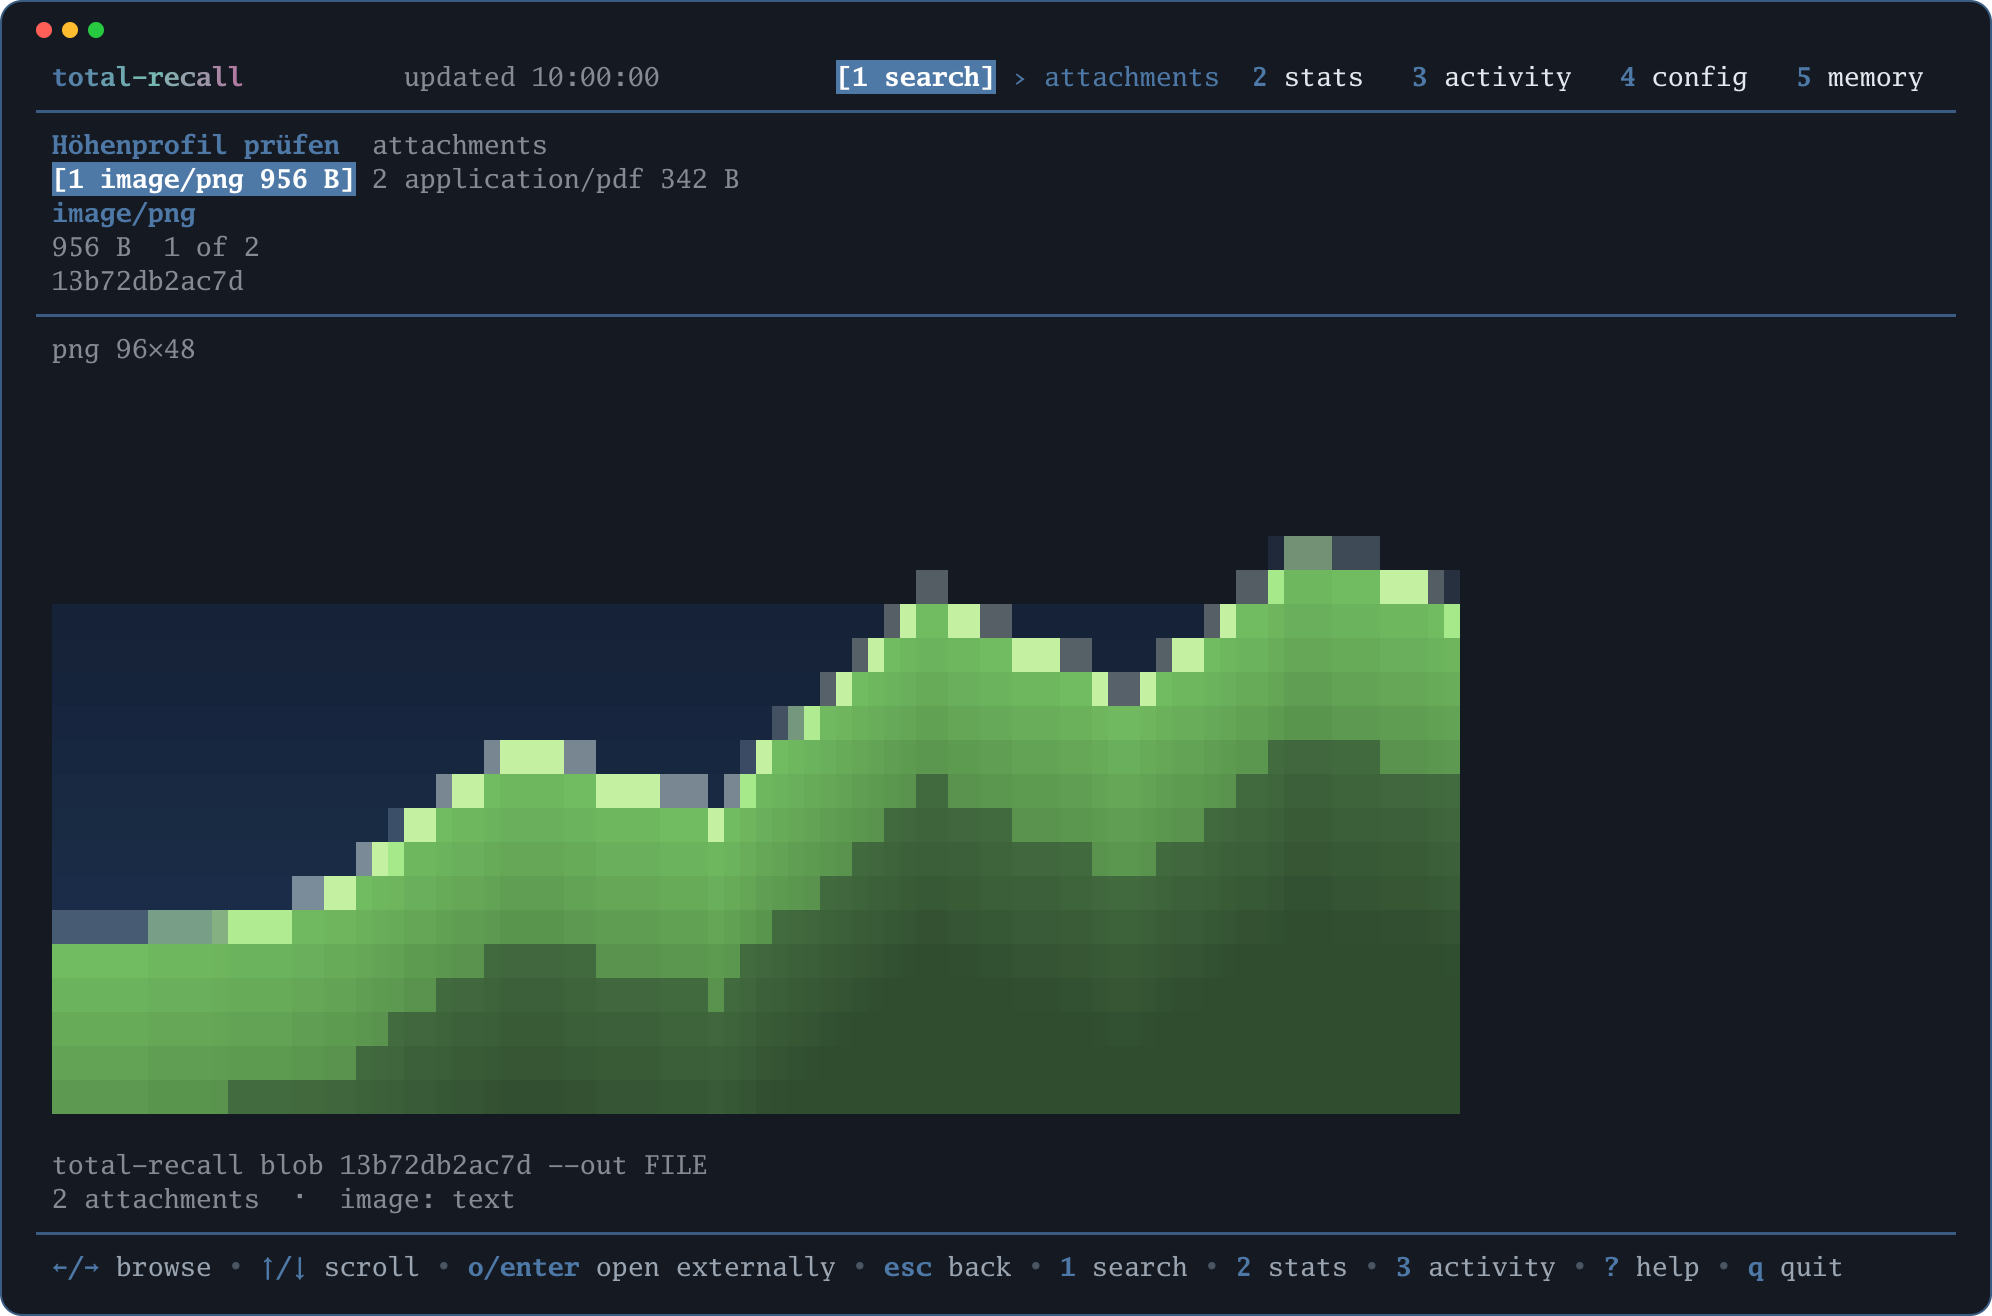 total-recall updated 10:00:00 [1 search] › attachments 2 stats 3 activity 4 config 5 memory
Höhenprofil prüfen attachments
[1 image/png 956 B] 2 application/pdf 342 B
image/png
956 B 1 of 2
13b72db2ac7d
png 96×48
total-recall blob 13b72db2ac7d --out FILE
2 attachments · image: text
←/→ browse • ↑/↓ scroll • o/enter open externally • esc back • 1 search • 2 stats • 3 activity • ? help • q quit